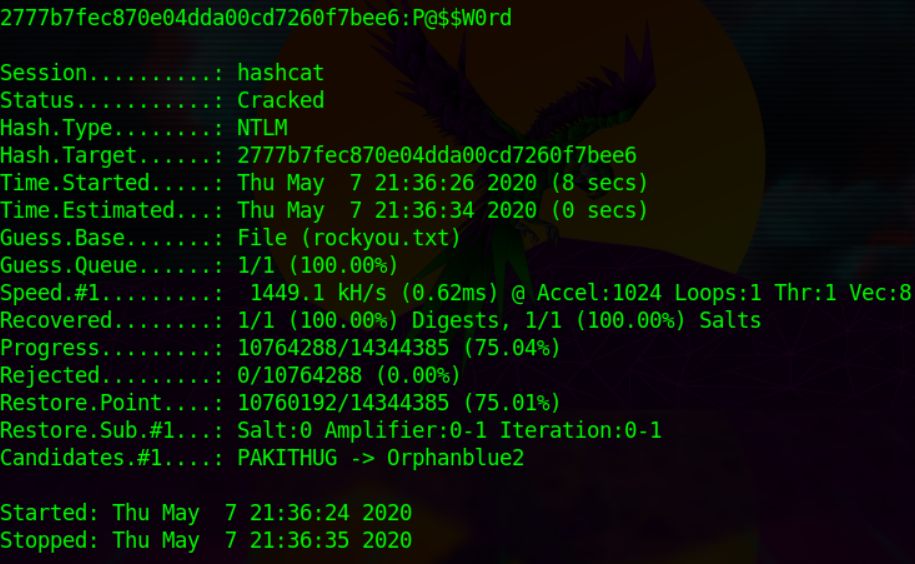 2777b7fec870e04dda00cd7260f7bee6:P@$$W0rd
Session..........: hashcat
Status...........: Cracked
Hash.Type........: NTLM
Hash.Target......: 2777b7fec870e04dda00cd7260f7bee6
Time.Started.....: Thu May  7 21:36:26 2020 (8 secs)
Time.Estimated...: Thu May  7 21:36:34 2020 (0 secs)
Guess.Base.......: File (rockyou.txt)
Guess.Queue......: 1/1 (100.00%)
Speed.#1.........:  1449.1 kH/s (0.62ms) @ Accel:1024 Loops:1 Thr:1 Vec:8
Recovered........: 1/1 (100.00%) Digests, 1/1 (100.00%) Salts
Progress.........: 10764288/14344385 (75.04%)
Rejected.........: 0/10764288 (0.00%)
Restore.Point....: 10760192/14344385 (75.01%)
Restore.Sub.#1...: Salt:0 Amplifier:0-1 Iteration:0-1
Candidates.#1....: PAKITHUG -> Orphanblue2
Started: Thu May  7 21:36:24 2020
Stopped: Thu May  7 21:36:35 2020